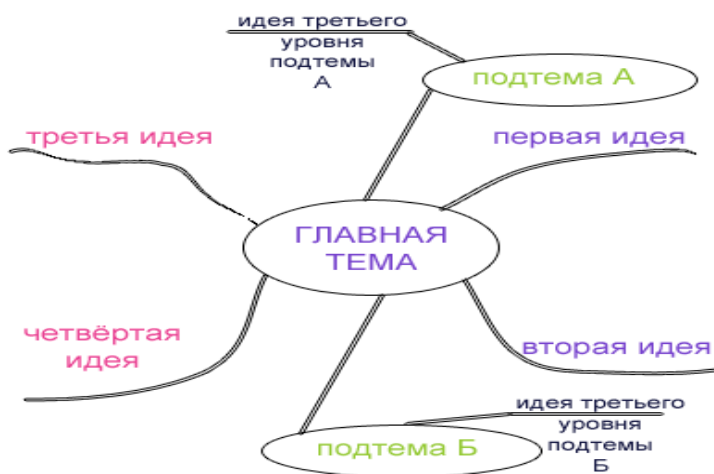 идея третьего
уровня
подтемы
А
подтема А
третья идея
первая идея
ГЛАВНАЯ
ТЕМА
четвёртая
идея
вторая идея
идея третьего
уровня
подтемы
Б
подтема Б